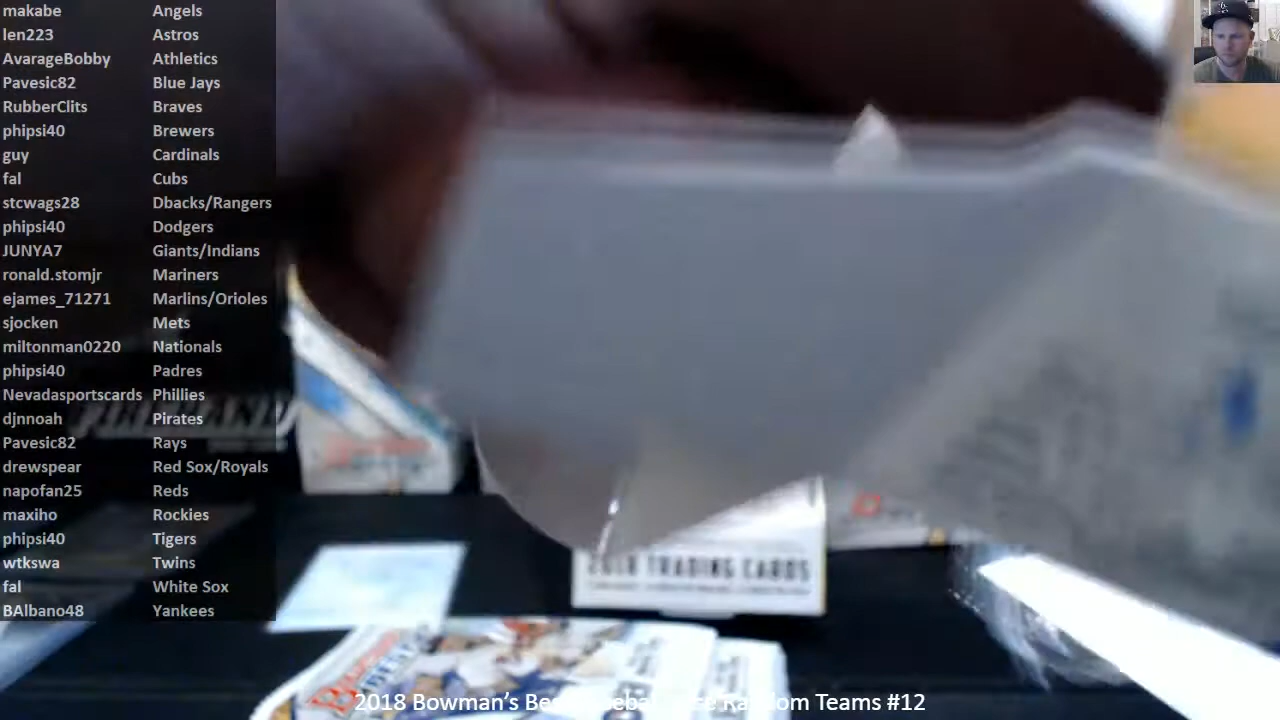 makabe Angels
len223 Astros
AvarageBobby Athletics
Pavesic82 Blue Jays
RubberClits Braves
phipsi40 Brewers
guy Cardinals
fal Cubs
stcwags28 Dbacks/Rangers
phipsi40 Dodgers
JUNYA7 Giants/Indians
ronald.stomjr Mariners
ejames_71271 Marlins/Orioles
sjocken Mets
miltonman0220 Nationals
phipsi40 Padres
Nevadasportscards Phillies
djnnoah Pirates
Pavesic82 Rays
drewspear Red Sox/Royals
napofan25 Reds
maxiho Rockies
phipsi40 Tigers
wtkswa Twins
fal White Sox
BAlbano48 Yankees
2018 TRADING CARDS
2018 Bowman's Best Random Teams #12